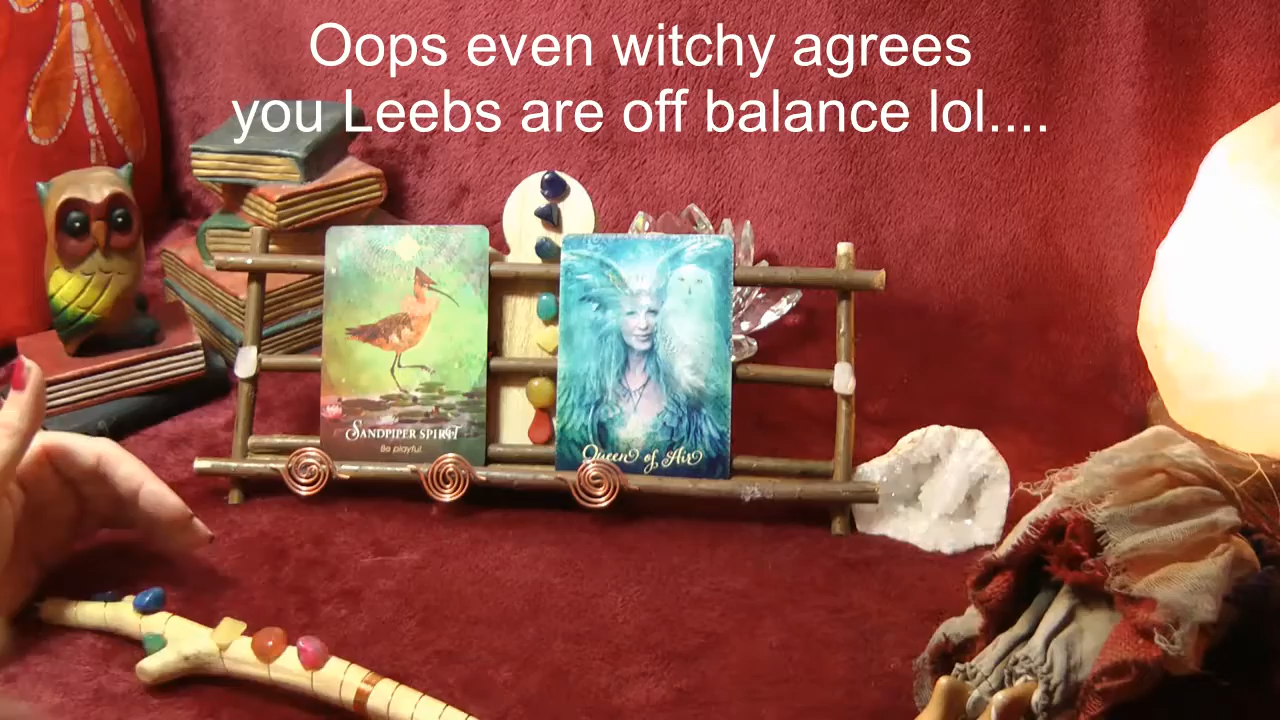 Oops even witchy agrees
you Leebs are off balance lol....
SANDPIPER SPIRIT
Be playful.
Queen of Air